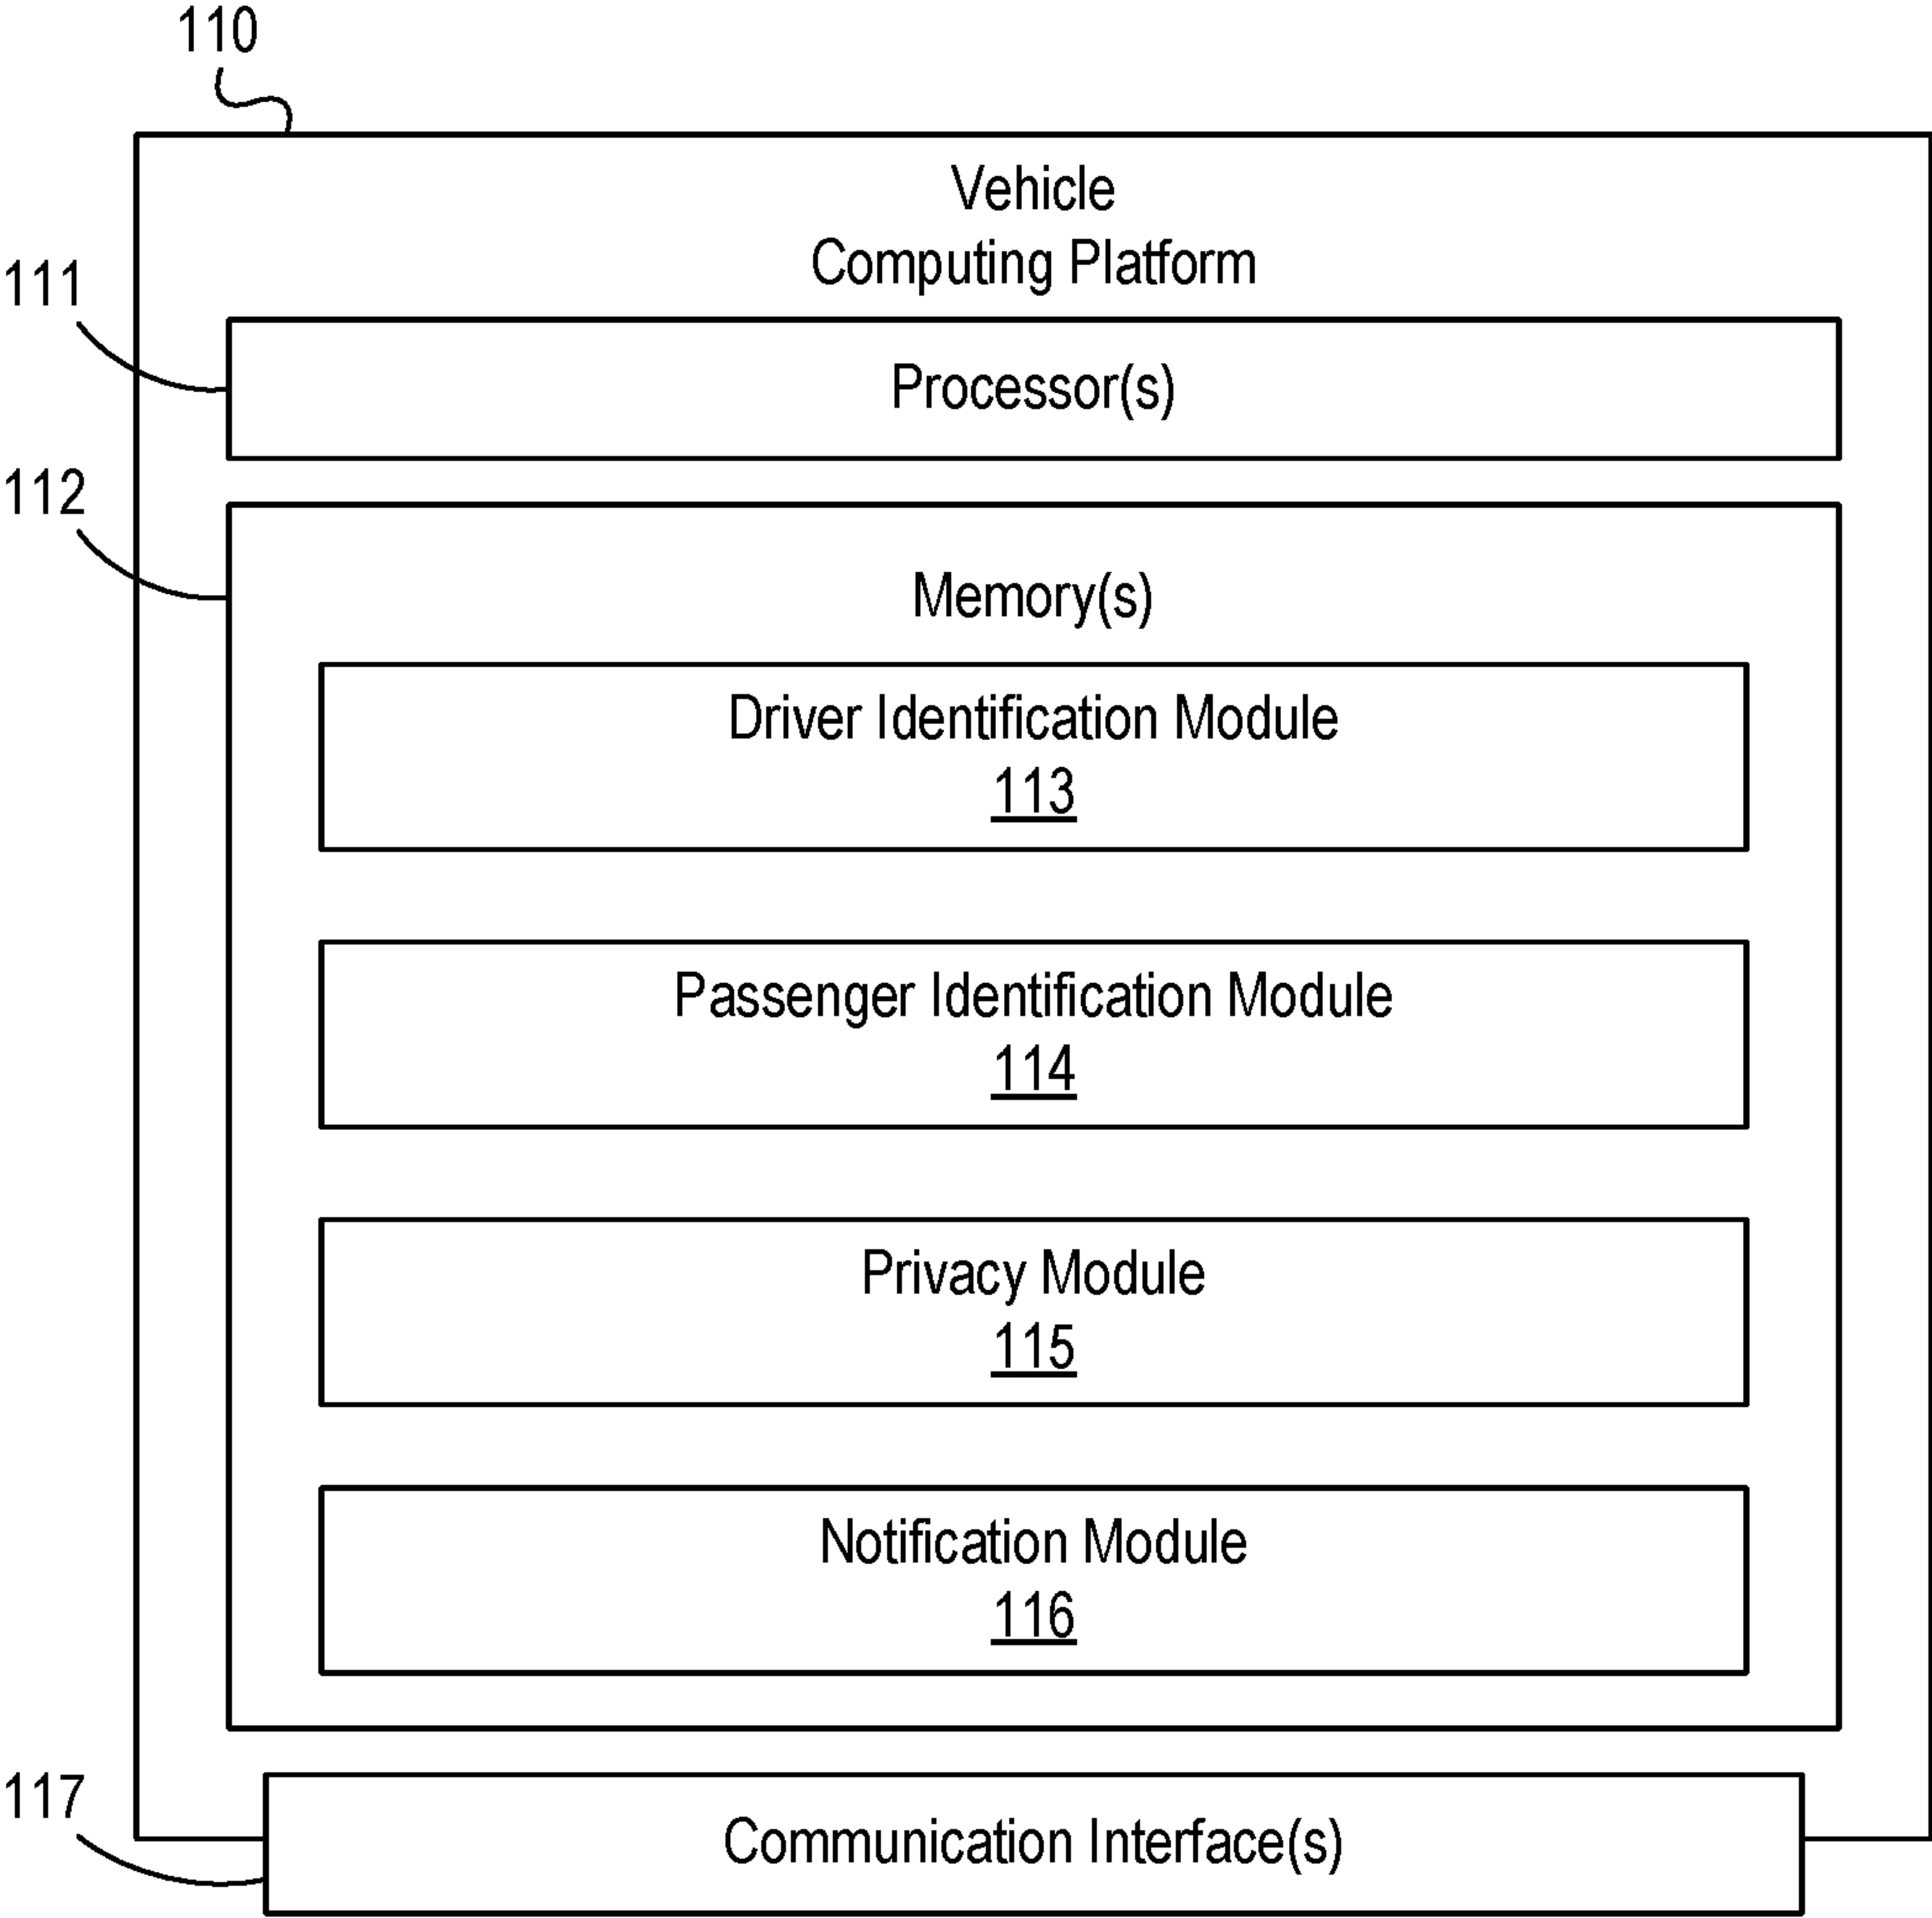 110
Vehicle
Computing Platform
111
Processor(s)
112
Memory(s)
Driver Identification Module
113
Passenger Identification Module
114
Privacy Module
115
Notification Module
116
117
Communication Interface(s)